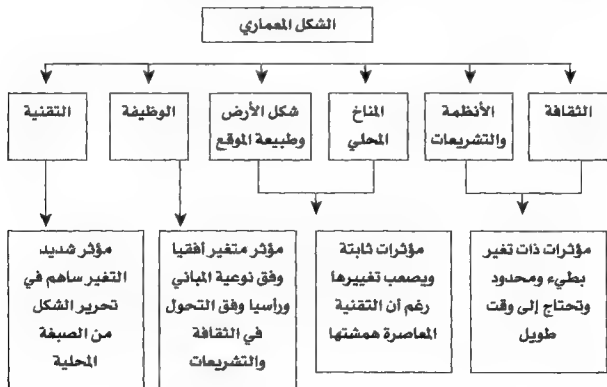 الشكل المعماري
الثقافة
الأنظمة
والتشريعات
المناخ
المحلي
شكل الأرض
وطبيعة الموقع
الوظيفة
التقنية
مؤثرات ذات تغير
بطيء ومحدود
وتحتاج إلى وقت
طويل
مؤثرات ثابتة
ويصعب تغييرها
رغم أن التقنية
المعاصرة همشتها
مؤثر متغير أفقيا
وفق نوعية المباني
ورأسيا وفق التحول
في الثقافة
والتشريعات
مؤثر شديد
التغير ساهم في
تحرير الشكل
من الصبغة
المحلية